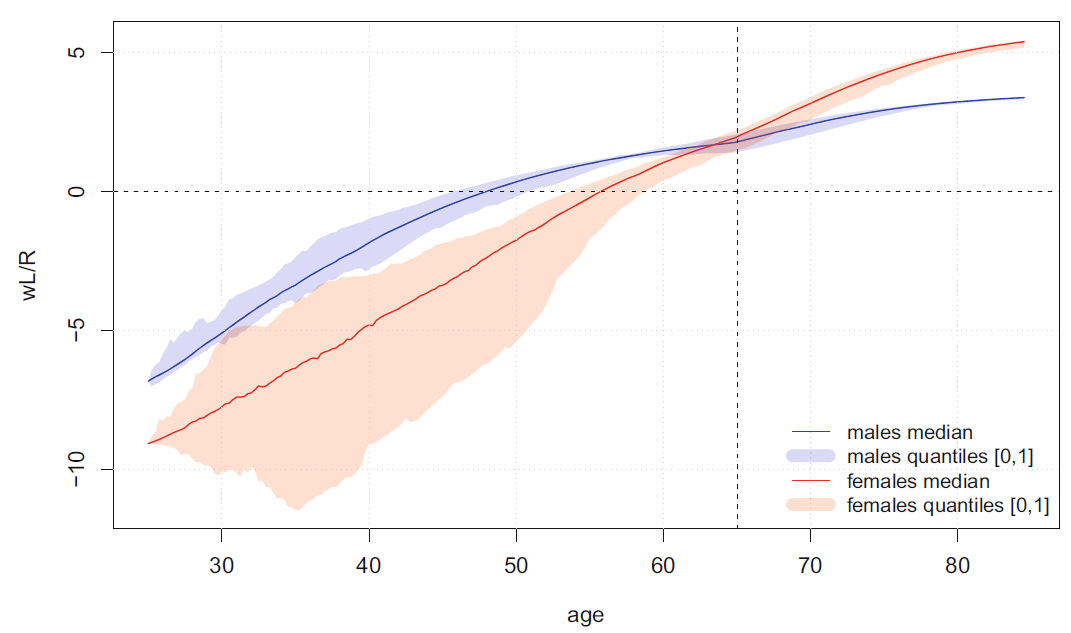 5
0
−5
−10
wL/R
males median
males quantiles [0,1]
females median
females quantiles [0,1]
30 40 50 60 70 80
age